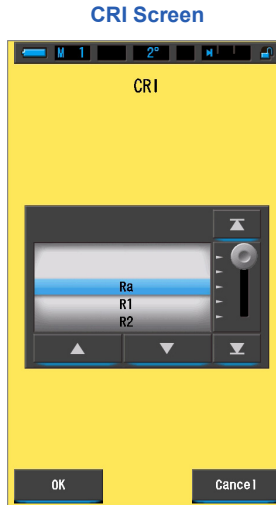 CRI Screen
M 1 2°
CRI
Ra
R1
R2
OK Cancel